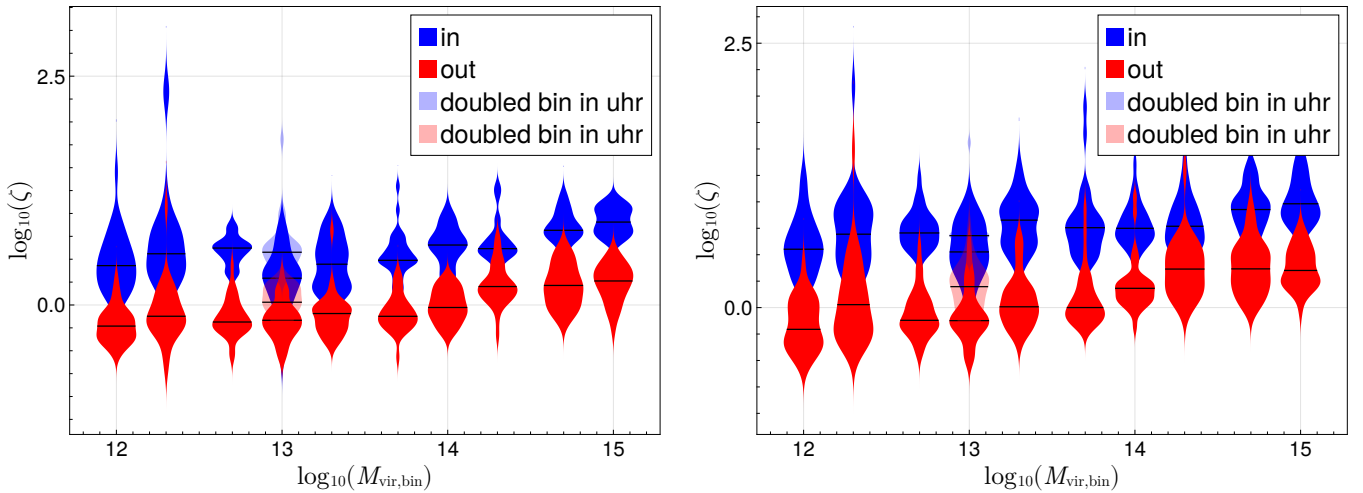 in
out
doubled bin in uhr
doubled bin in uhr
2.5
0.0
log₁₀(ζ)
12
13
14
15
log₁₀(M_vir,bin)
in
out
doubled bin in uhr
doubled bin in uhr
2.5
0.0
log₁₀(ζ)
12
13
14
15
log₁₀(M_vir,bin)